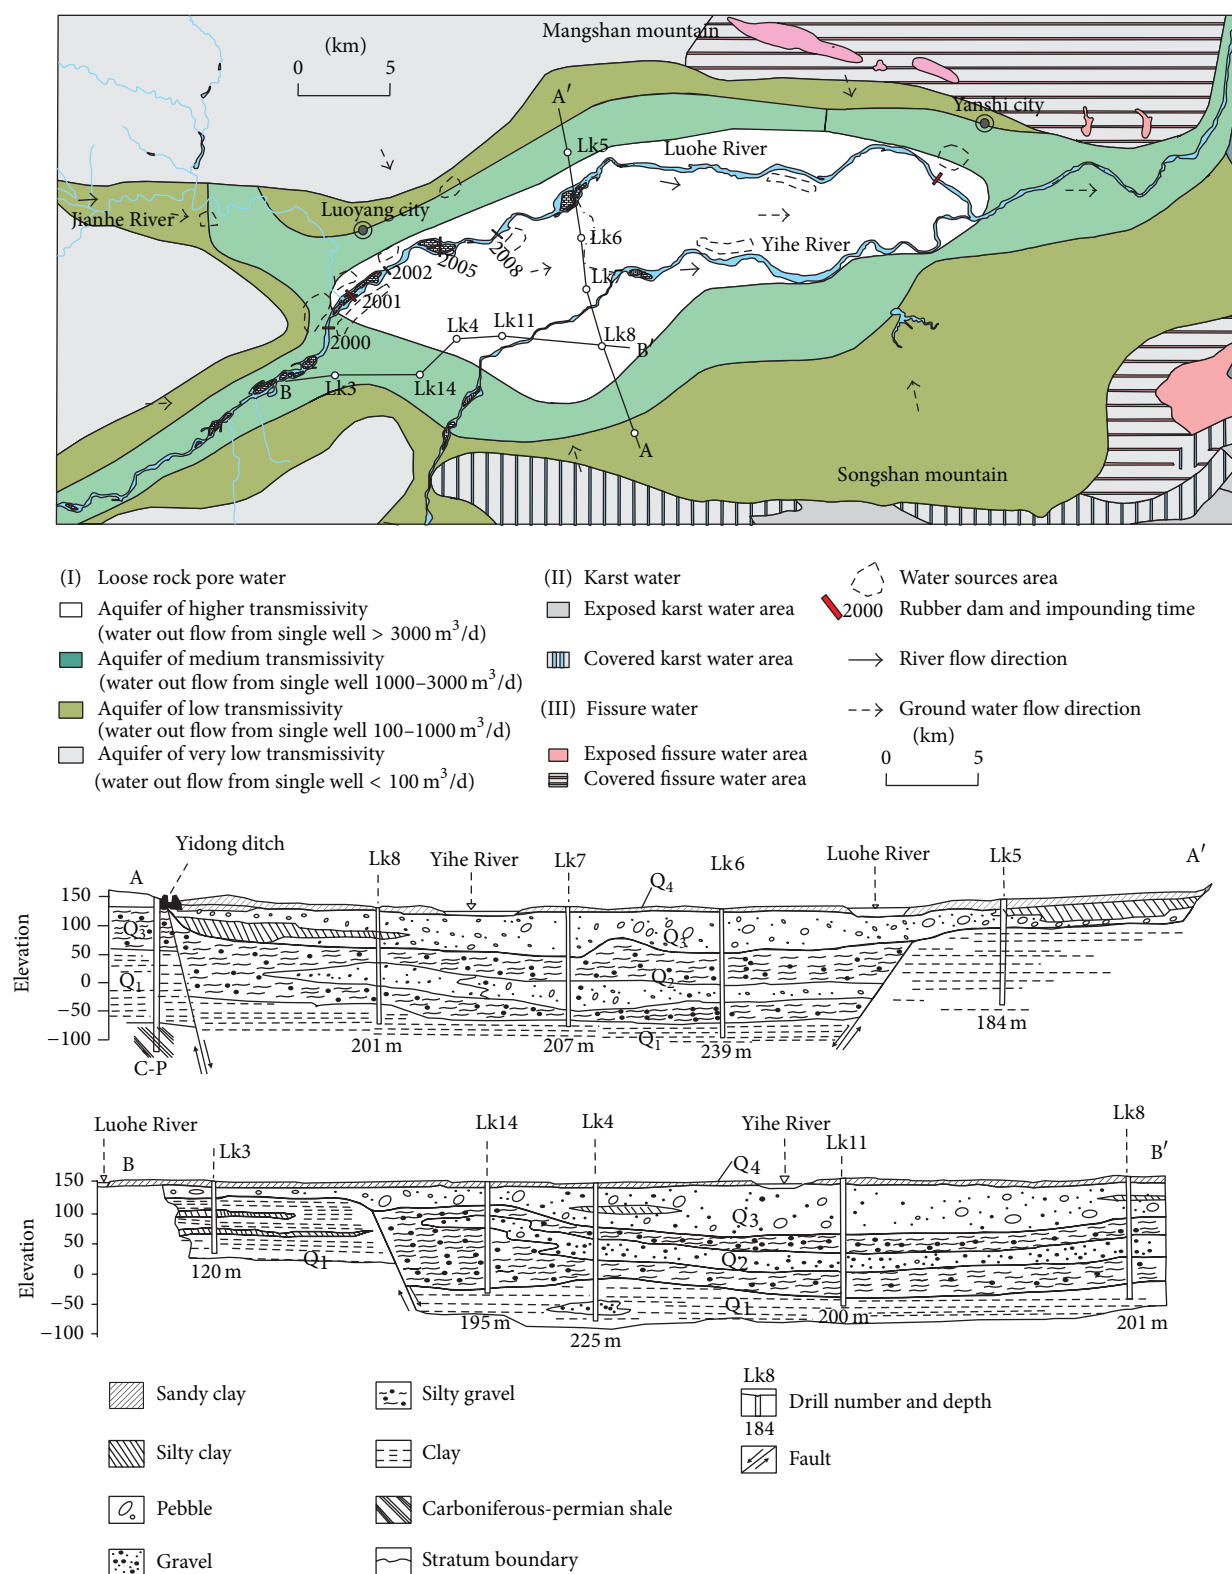 (km)
0 5
Mangshan mountain
A′
Yanshi city
Lk5
Luohe River
Jianhe River
Luoyang city
Lk6
2008
2005
Yihe River
2002
Lk7
2001
2000
Lk4
Lk11
Lk8
B′
B
Lk3
Lk14
A
Songshan mountain
(I) Loose rock pore water
Aquifer of higher transmissivity
(water out flow from single well > 3000 m³/d)
Aquifer of medium transmissivity
(water out flow from single well 1000–3000 m³/d)
Aquifer of low transmissivity
(water out flow from single well 100–1000 m³/d)
Aquifer of very low transmissivity
(water out flow from single well < 100 m³/d)
(II) Karst water
Exposed karst water area
Covered karst water area
(III) Fissure water
Exposed fissure water area
Covered fissure water area
Water sources area
2000 Rubber dam and impounding time
River flow direction
Ground water flow direction
(km)
0 5
Yidong ditch
A
Lk8
Yihe River
Lk7
Lk6
Luohe River
Lk5
A′
Q4
Elevation
150
100
50
0
−50
−100
Q3
Q1
C-P
Q3
Q2
Q1
201 m
207 m
239 m
184 m
Luohe River
B
Lk3
Lk14
Lk4
Yihe River
Lk11
Lk8
B′
Q4
Elevation
150
100
50
0
−50
−100
Q3
Q2
Q1
Q1
120 m
195 m
225 m
200 m
201 m
Sandy clay
Silty clay
Pebble
Gravel
Silty gravel
Clay
Carboniferous-permian shale
Stratum boundary
Lk8
184
Drill number and depth
Fault